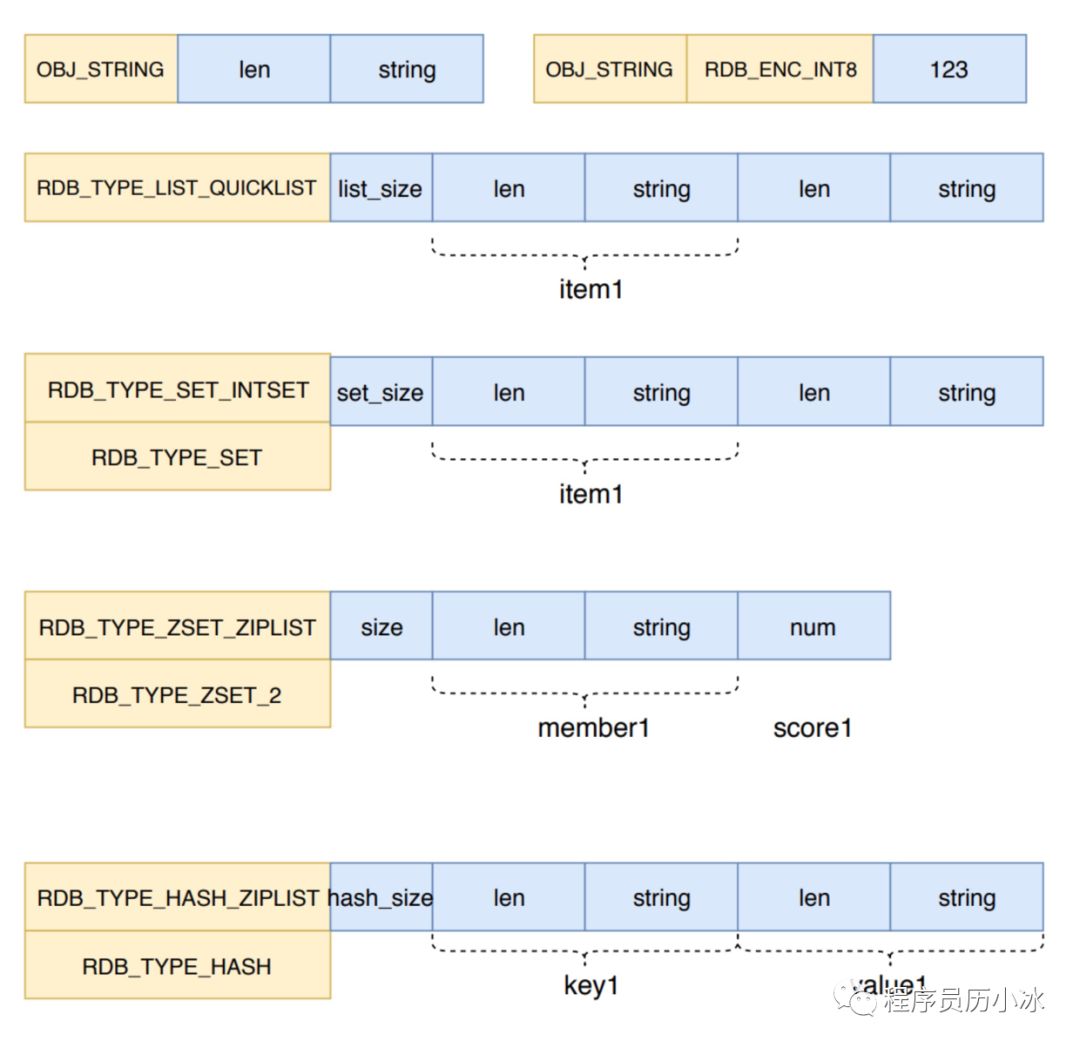 OBJ_STRING len string OBJ_STRING RDB_ENC_INT8 123
RDB_TYPE_LIST_QUICKLIST list_size len string len string
item1
RDB_TYPE_SET_INTSET set_size len string len string
RDB_TYPE_SET
item1
RDB_TYPE_ZSET_ZIPLIST size len string num
RDB_TYPE_ZSET_2
member1 score1
RDB_TYPE_HASH_ZIPLIST hash_size len string len string
RDB_TYPE_HASH
key1 value1
程序员历小冰